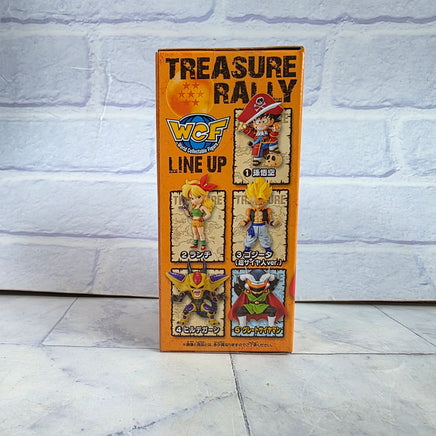 TREASURE
RALLY
WCF
World Collectable Figure
LINE UP
1 孫悟空
2 ランチ
3 ゴジータ
(超サイヤ人ver.)
4 ヒルデガーン
5 グレートサイヤマン